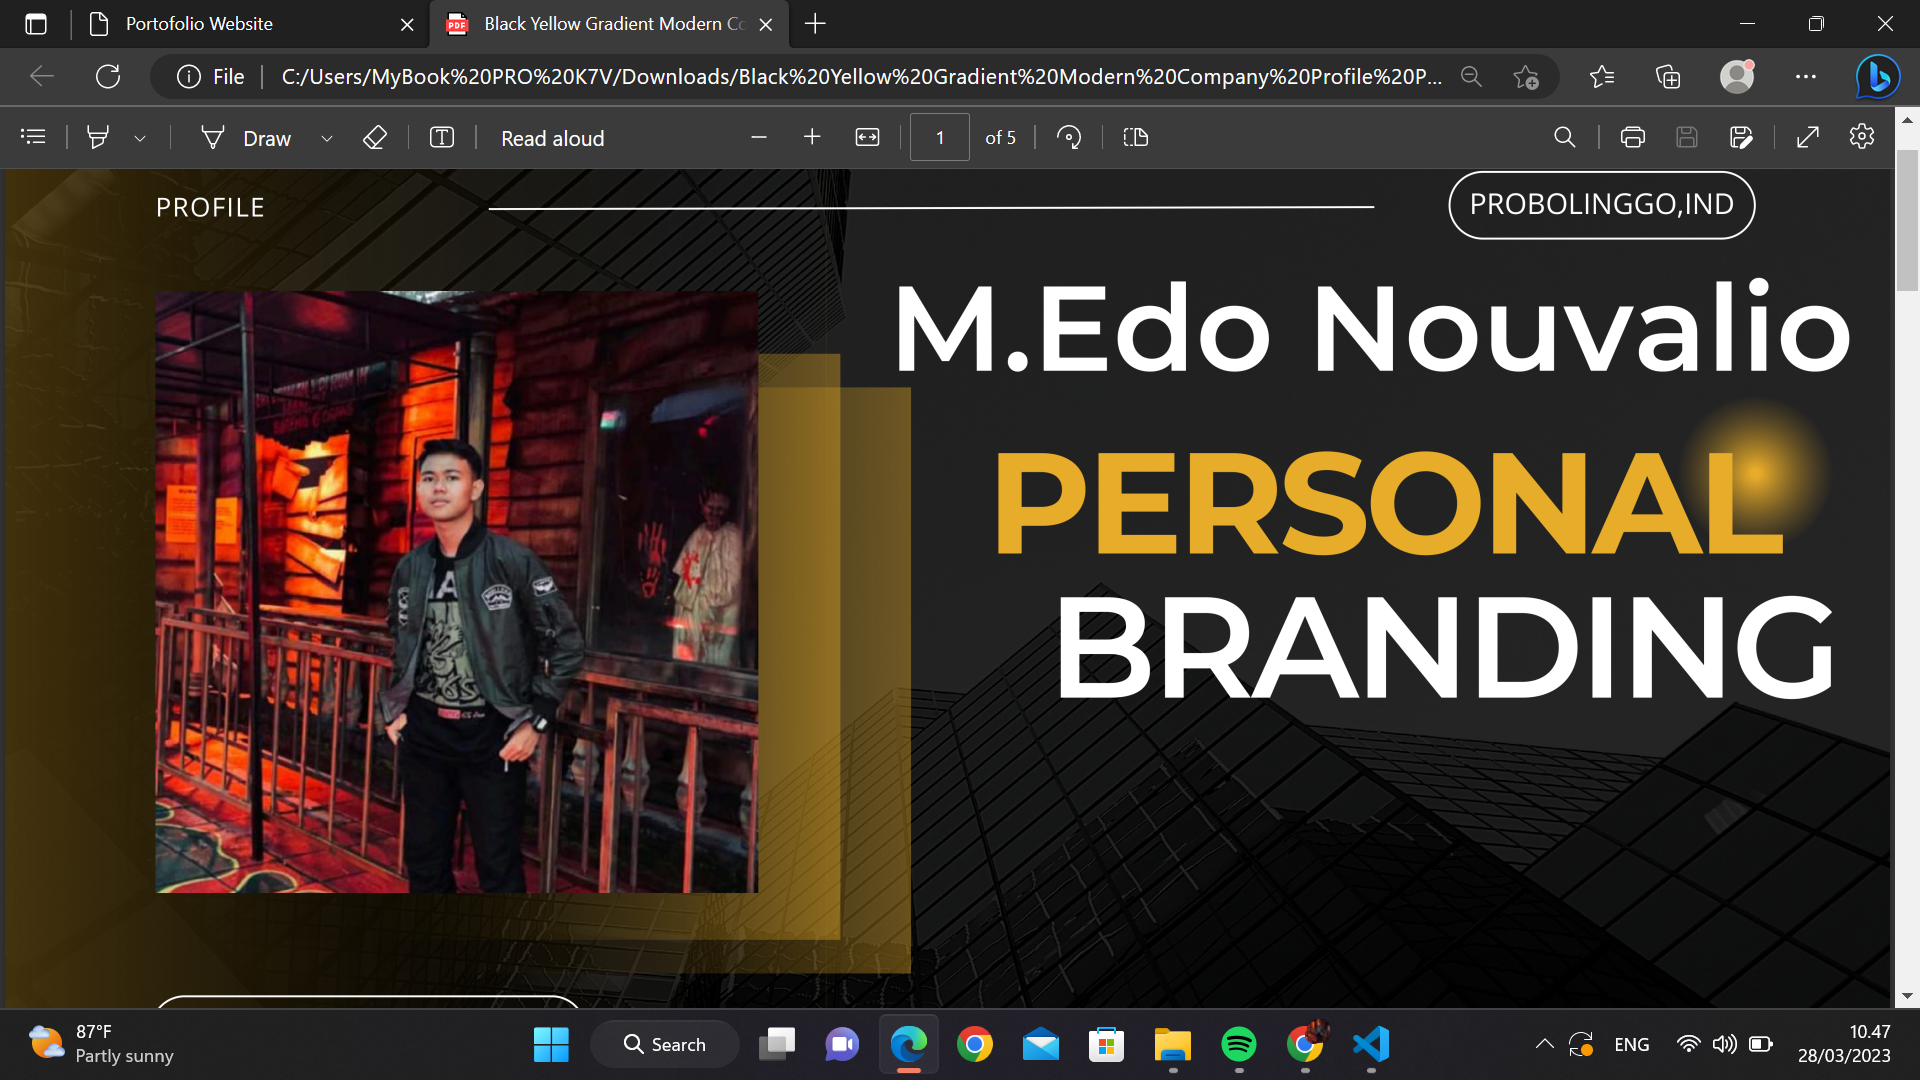 Portofolio Website
Black Yellow Gradient Modern Co
File
C:/Users/MyBook%20PRO%20K7V/Downloads/Black%20Yellow%20Gradient%20Modern%20Company%20Profile%20P...
Draw
Read aloud
1
of 5
PROFILE
PROBOLINGGO,IND
M.Edo Nouvalio
PERSONAL
BRANDING
87°F
Partly sunny
Search
ENG
10.47
28/03/2023